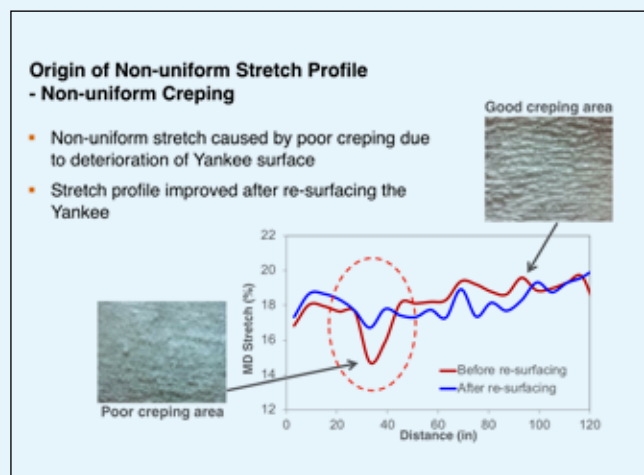 Origin of Non-uniform Stretch Profile
- Non-uniform Creping
Good creping area
▪ Non-uniform stretch caused by poor creping due
to deterioration of Yankee surface
▪ Stretch profile improved after re-surfacing the
Yankee
22
20
18
16
14
12
MD Stretch (%)
Before re-surfacing
After re-surfacing
Poor creping area
0 20 40 60 80 100 120
Distance (in)